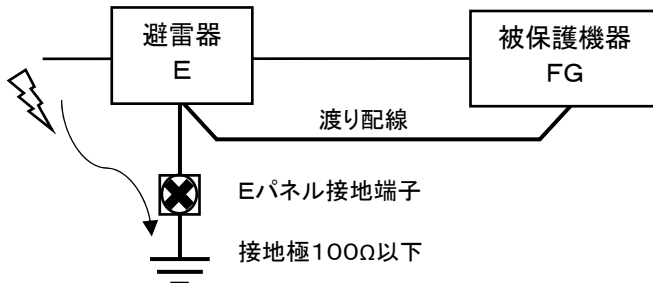 避雷器
E
被保護機器
FG
渡り配線
Eパネル接地端子
接地極100Ω以下